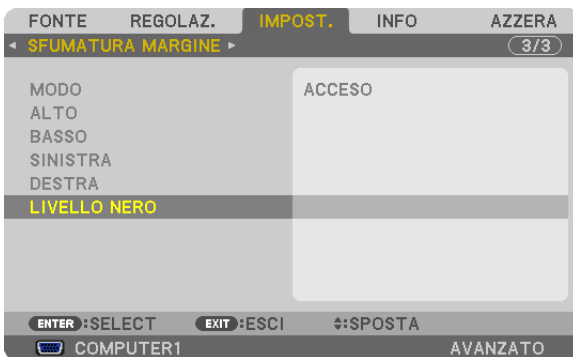 FONTE REGOLAZ. IMPOST. INFO AZZERA
◂ SFUMATURA MARGINE ▸ 3/3
MODO ACCESO
ALTO
BASSO
SINISTRA
DESTRA
LIVELLO NERO
ENTER :SELECT EXIT :ESCI ⬍:SPOSTA
COMPUTER1 AVANZATO